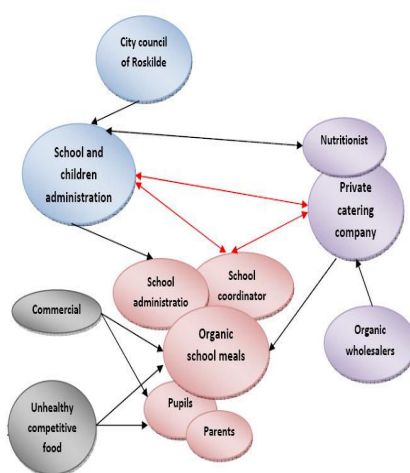 City council
of Roskilde
Nutritionist
School and
children
administration
Private
catering
company
School
administratio
School
coordinator
Commercial
Organic
school meals
Organic
wholesalers
Unhealthy
competitive
food
Pupils
Parents